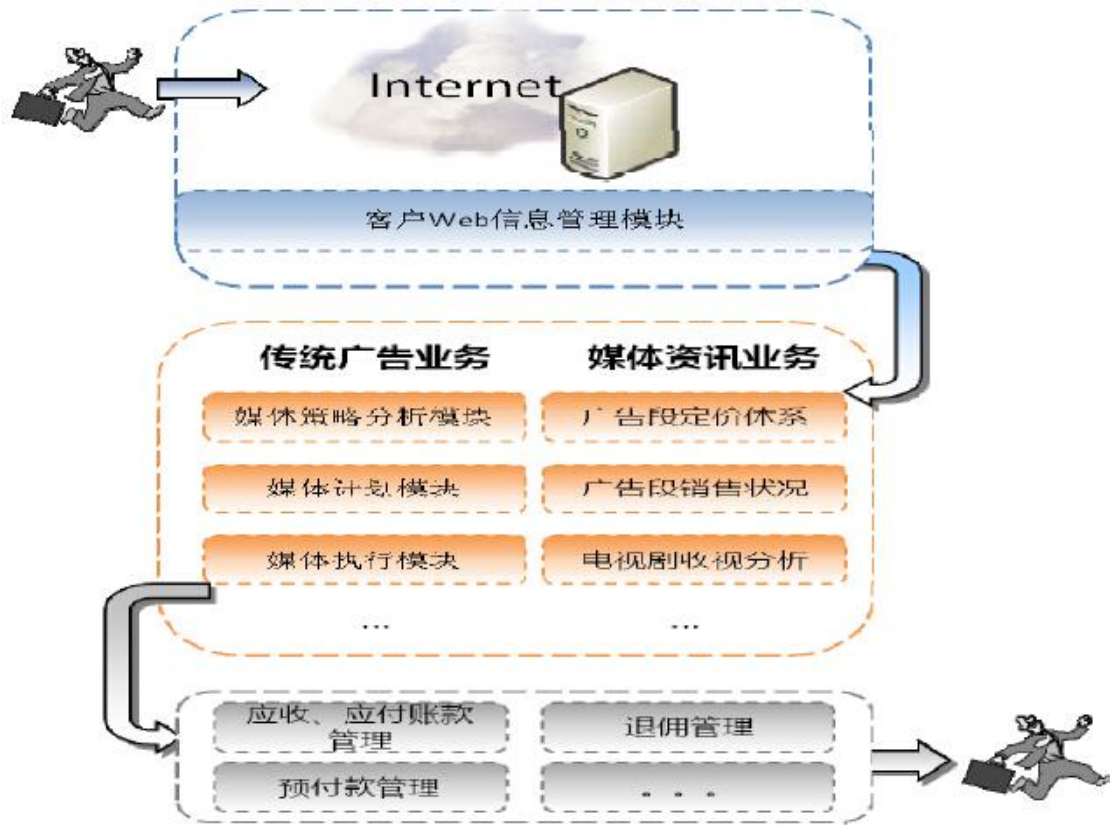 Internet
客户Web信息管理模块
传统广告业务 媒体资讯业务
媒体策略分析模块 广告段定价体系
媒体计划模块 广告段销售状况
媒体执行模块 电视剧收视分析
... ...
应收、应付账款
管理
退佣管理
预付款管理 。。。